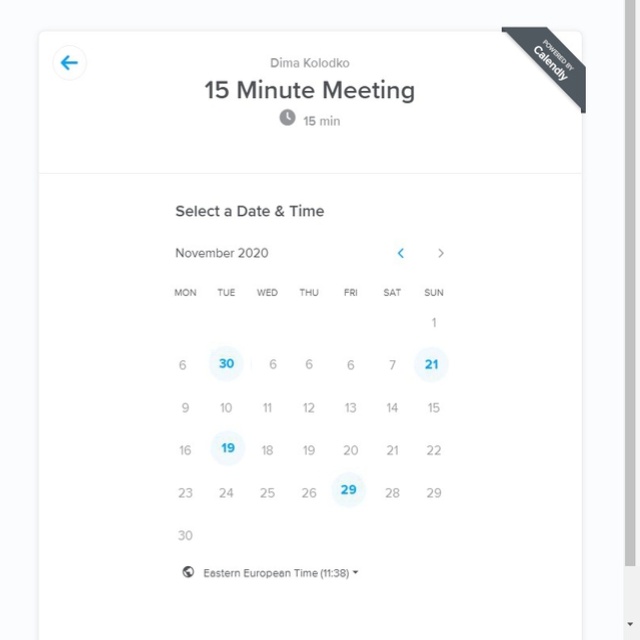 POWERED BY
Calendly
Dima Kolodko
15 Minute Meeting
15 min
Select a Date & Time
November 2020
MON TUE WED THU FRI SAT SUN
1
6 30 6 6 6 7 21
9 10 11 12 13 14 15
16 19 18 19 20 21 22
23 24 25 26 29 28 29
30
Eastern European Time (11:38)